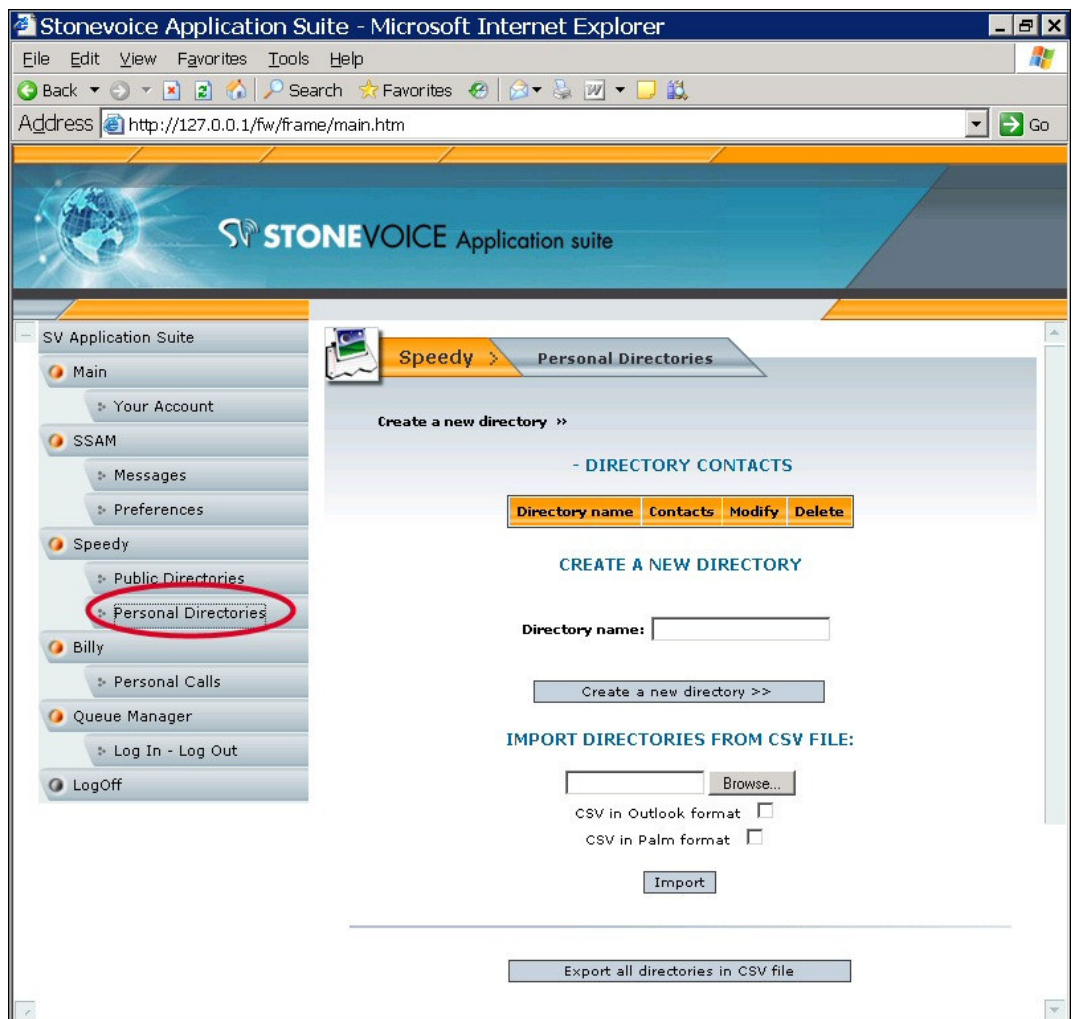 Stonevoice Application Suite - Microsoft Internet Explorer
File Edit View Favorites Tools Help
Back Search Favorites
Address http://127.0.0.1/fw/frame/main.htm Go
SV STONEVOICE Application suite
SV Application Suite
Main
Your Account
SSAM
Messages
Preferences
Speedy
Public Directories
Personal Directories
Billy
Personal Calls
Queue Manager
Log In - Log Out
LogOff
Speedy > Personal Directories
Create a new directory »
- DIRECTORY CONTACTS
Directory name Contacts Modify Delete
CREATE A NEW DIRECTORY
Directory name:
Create a new directory >>
IMPORT DIRECTORIES FROM CSV FILE:
Browse...
CSV in Outlook format
CSV in Palm format
Import
Export all directories in CSV file